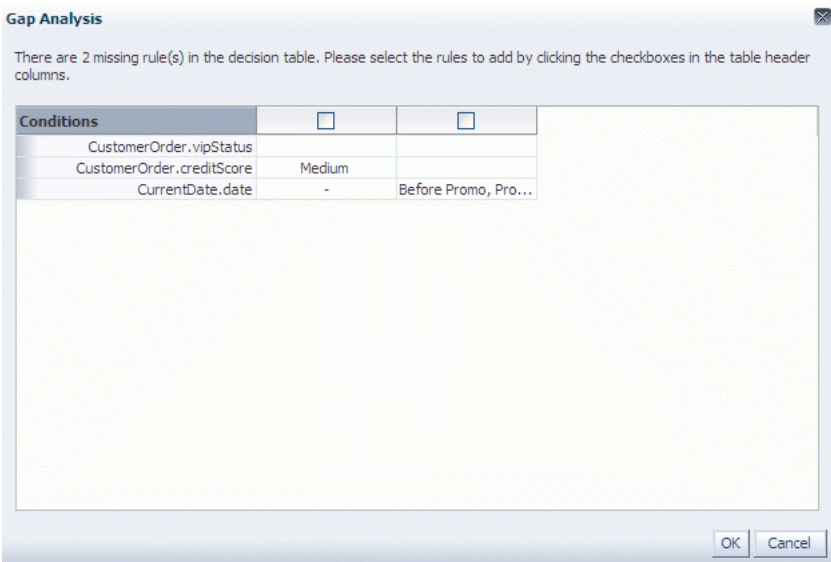 Gap Analysis
There are 2 missing rule(s) in the decision table. Please select the rules to add by clicking the checkboxes in the table header
columns.
Conditions
CustomerOrder.vipStatus
CustomerOrder.creditScore Medium
CurrentDate.date - Before Promo, Pro...
OK Cancel